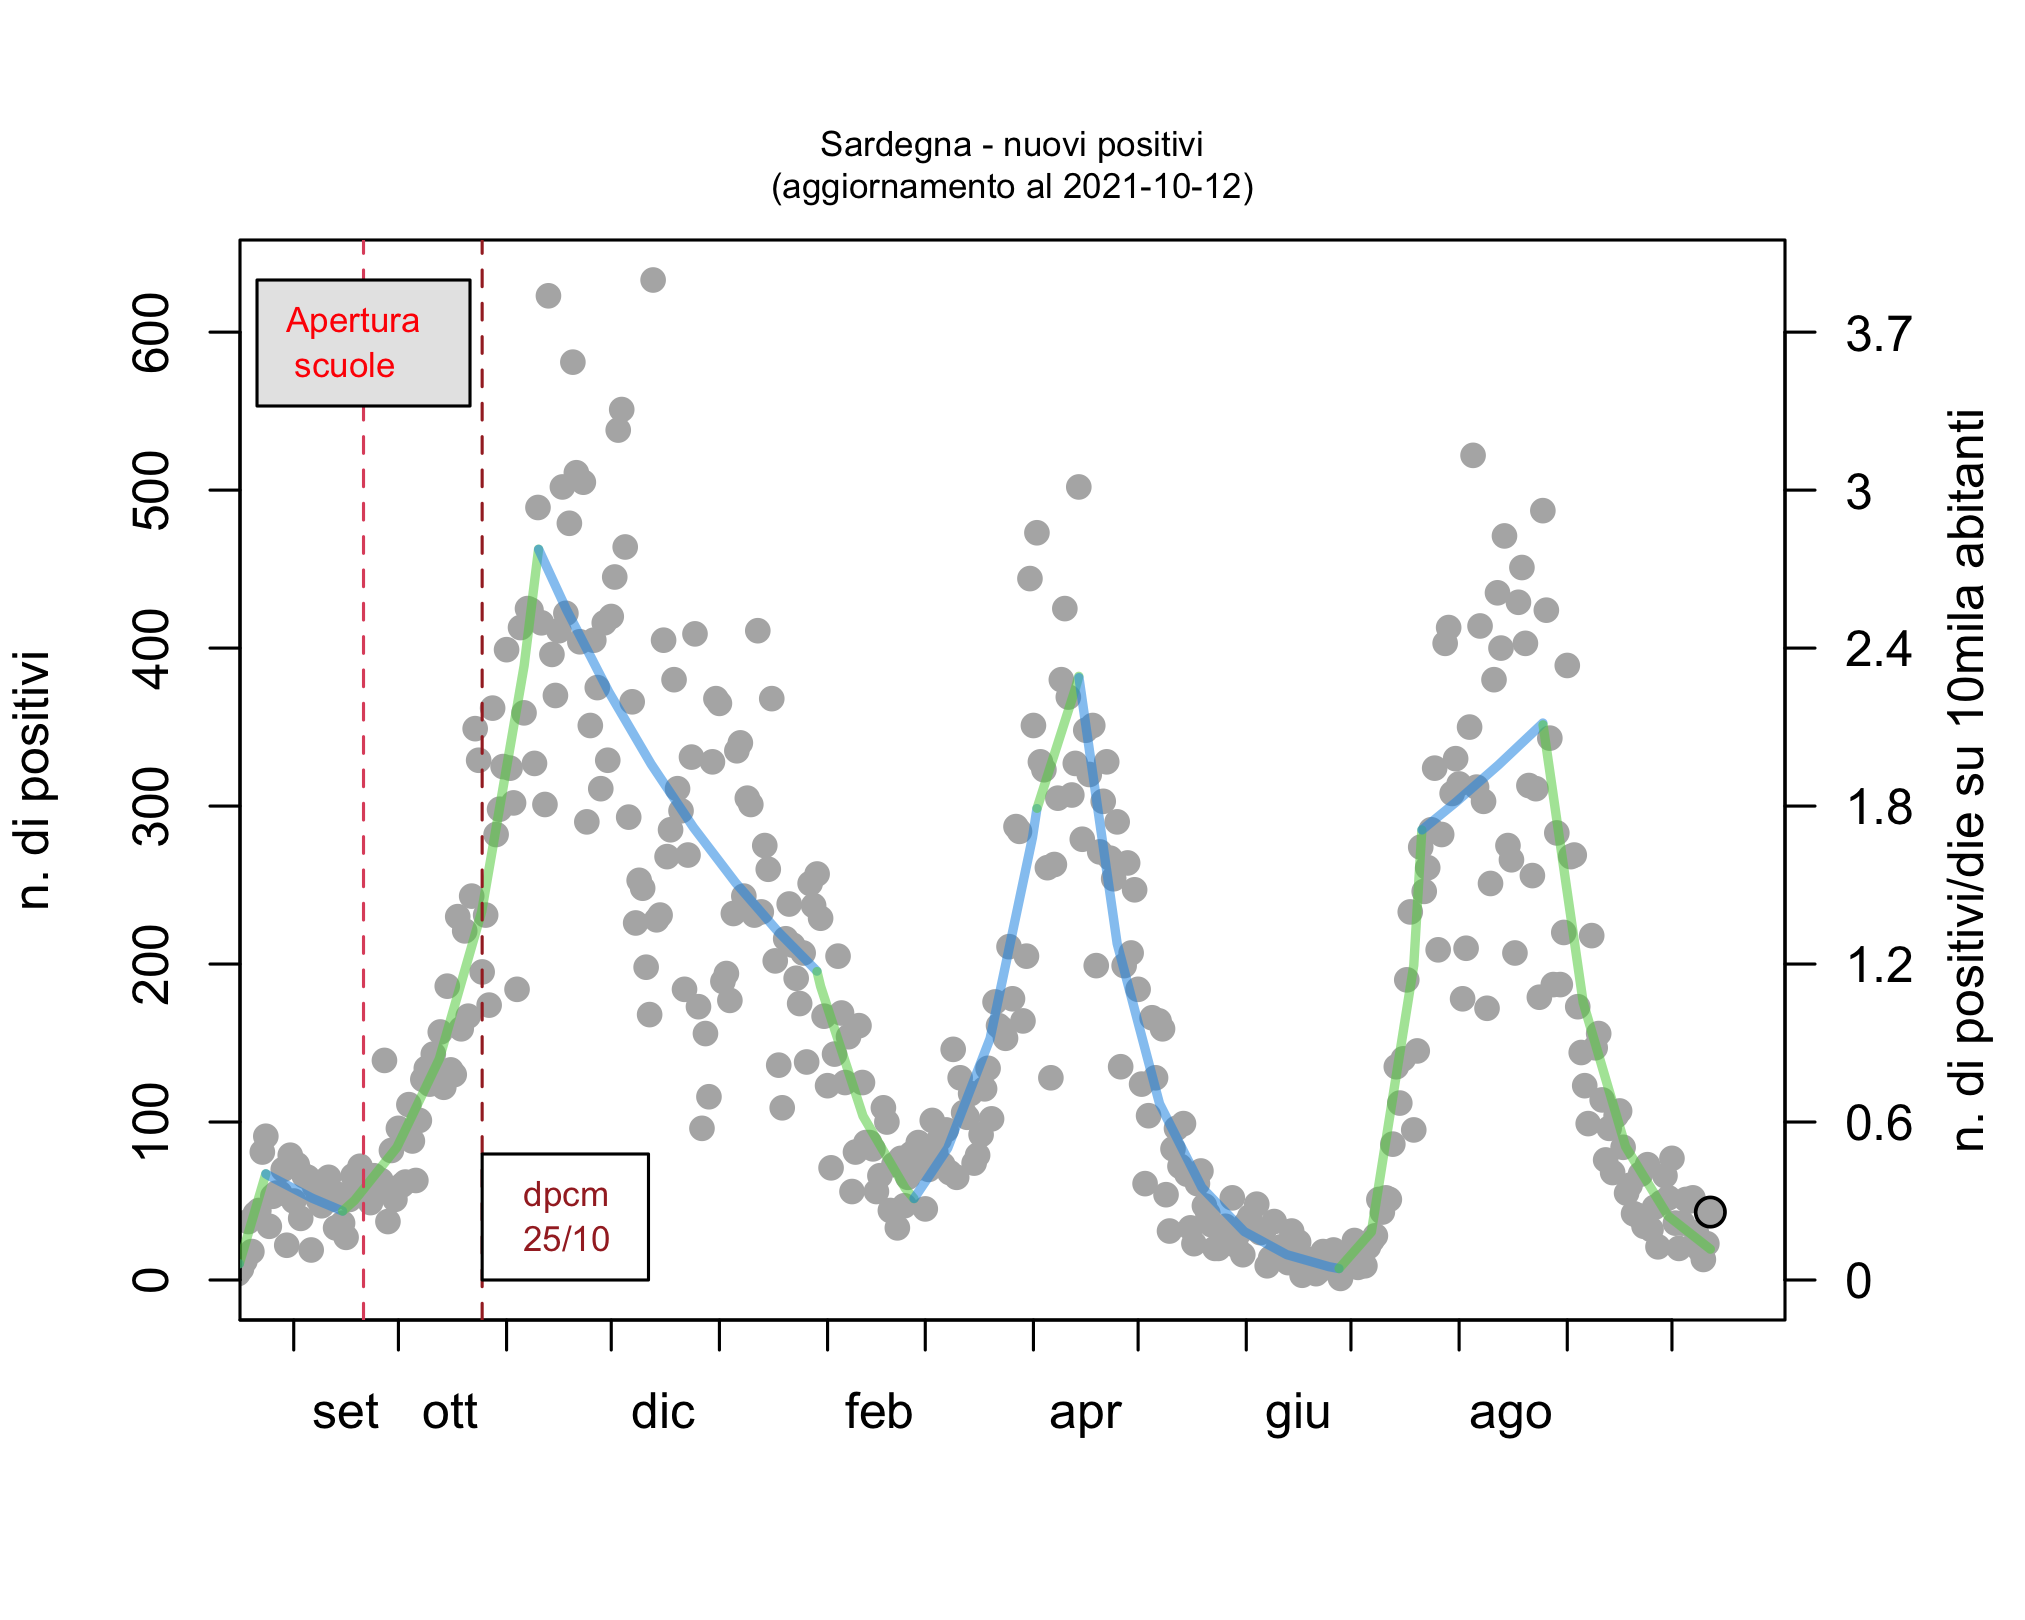 Sardegna - nuovi positivi
(aggiornamento al 2021-10-12)
Apertura
scuole
dpcm
25/10
n. di positivi
0
100
200
300
400
500
600
n. di positivi/die su 10mila abitanti
0
0.6
1.2
1.8
2.4
3
3.7
set ott dic feb apr giu ago